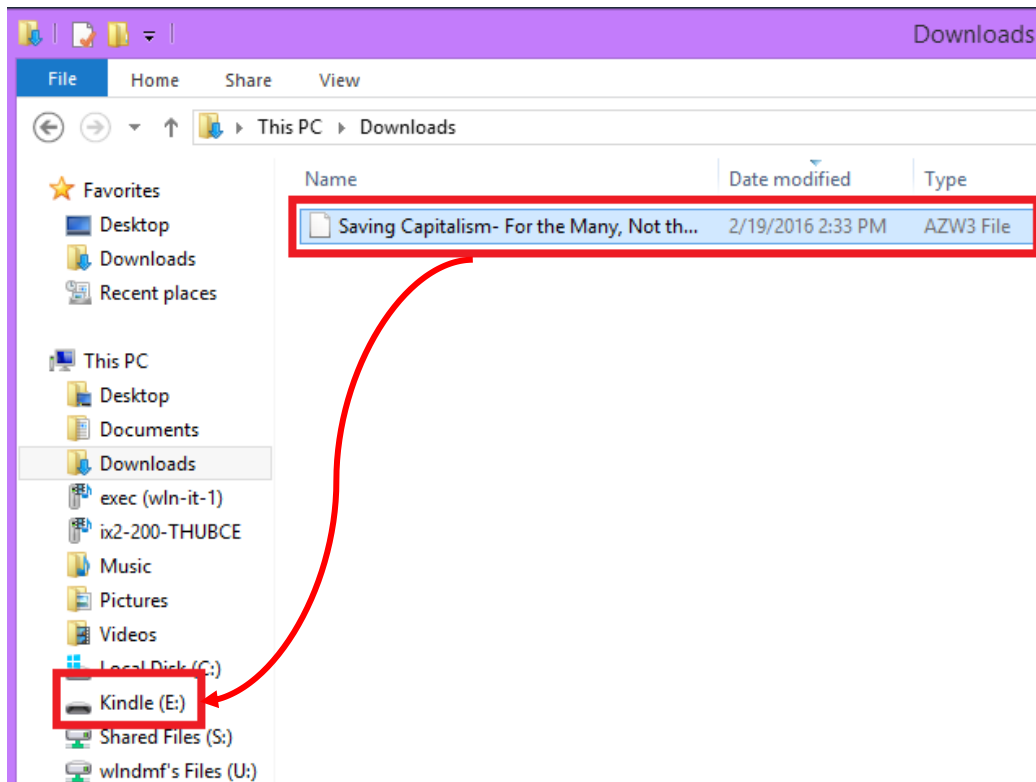 Downloads
File Home Share View
This PC Downloads
Name Date modified Type
Saving Capitalism- For the Many, Not th... 2/19/2016 2:33 PM AZW3 File
Favorites
Desktop
Downloads
Recent places
This PC
Desktop
Documents
Downloads
exec (wln-it-1)
ix2-200-THUBCE
Music
Pictures
Videos
Local Disk (C:)
Kindle (E:)
Shared Files (S:)
wlndmf's Files (U:)